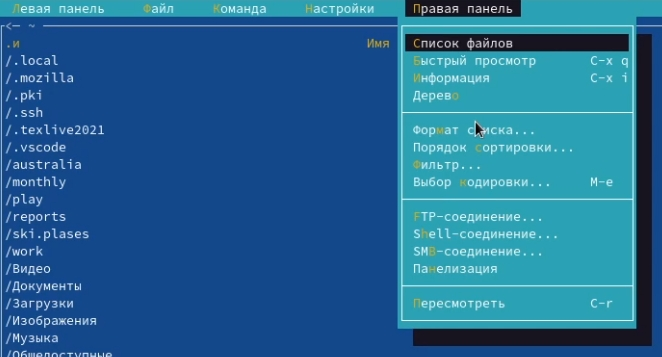 Левая панель Файл Команда Настройки Правая панель
<— ~
.и Имя
/.local
/.mozilla
/.pki
/.ssh
/.texlive2021
/.vscode
/australia
/monthly
/play
/reports
/ski.plases
/work
/Видео
/Документы
/Загрузки
/Изображения
/Музыка
/Общедоступные
Список файлов
Быстрый просмотр C-x q
Информация C-x i
Дерево
Формат списка...
Порядок сортировки...
Фильтр...
Выбор кодировки... M-e
FTP-соединение...
Shell-соединение...
SMB-соединение...
Панелизация
Пересмотреть C-r